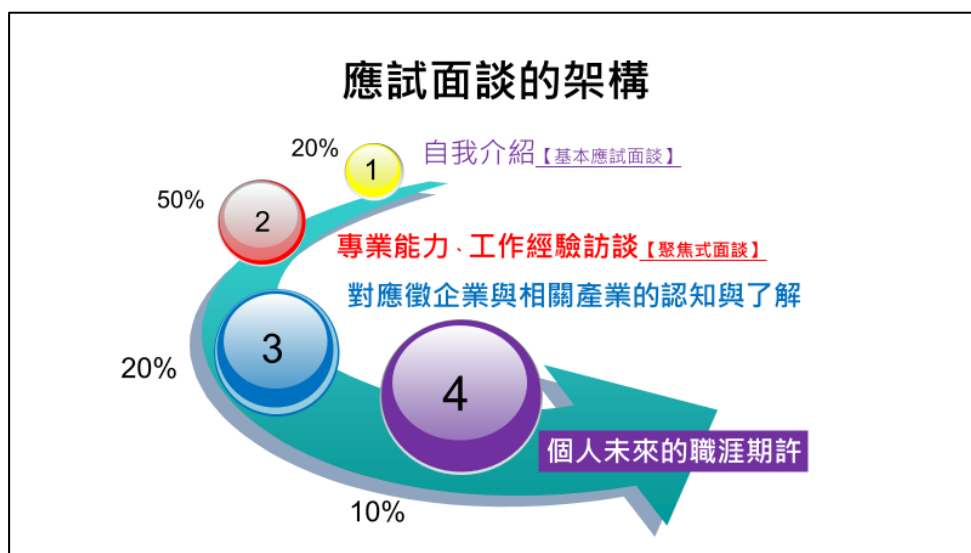 應試面談的架構
20%
1
自我介紹【基本應試面談】
50%
2
專業能力、工作經驗訪談【聚焦式面談】
對應徵企業與相關產業的認知與了解
3
20%
4
個人未來的職涯期許
10%